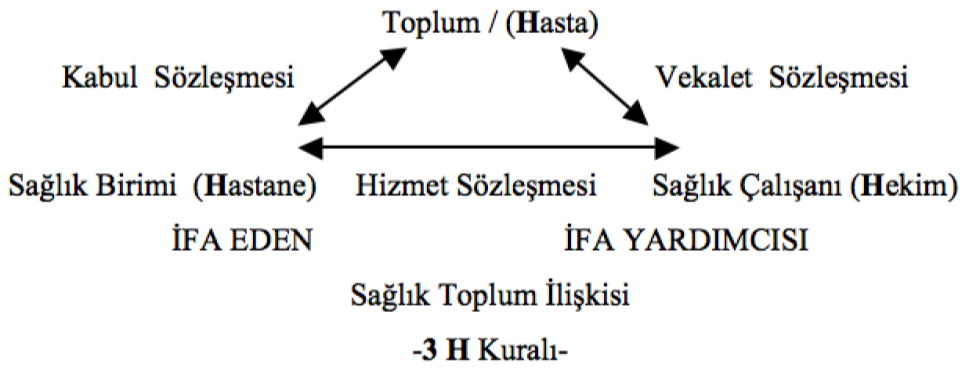 Toplum / (Hasta)
Kabul Sözleşmesi Vekalet Sözleşmesi
Sağlık Birimi (Hastane) Hizmet Sözleşmesi Sağlık Çalışanı (Hekim)
İFA EDEN İFA YARDIMCISI
Sağlık Toplum İlişkisi
-3 H Kuralı-